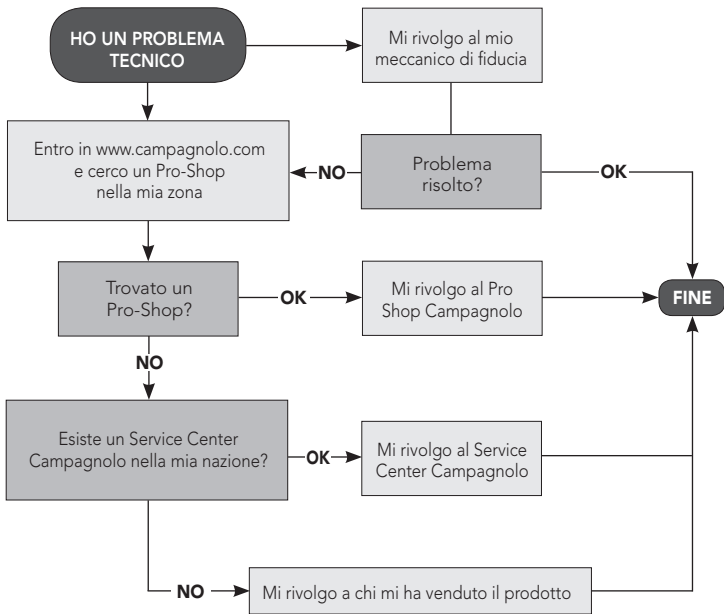 HO UN PROBLEMA
TECNICO
Mi rivolgo al mio
meccanico di fiducia
Entro in www.campagnolo.com
e cerco un Pro-Shop
nella mia zona
NO
Problema
risolto?
OK
Trovato un
Pro-Shop?
OK
Mi rivolgo al Pro
Shop Campagnolo
FINE
NO
Esiste un Service Center
Campagnolo nella mia nazione?
OK
Mi rivolgo al Service
Center Campagnolo
NO
Mi rivolgo a chi mi ha venduto il prodotto